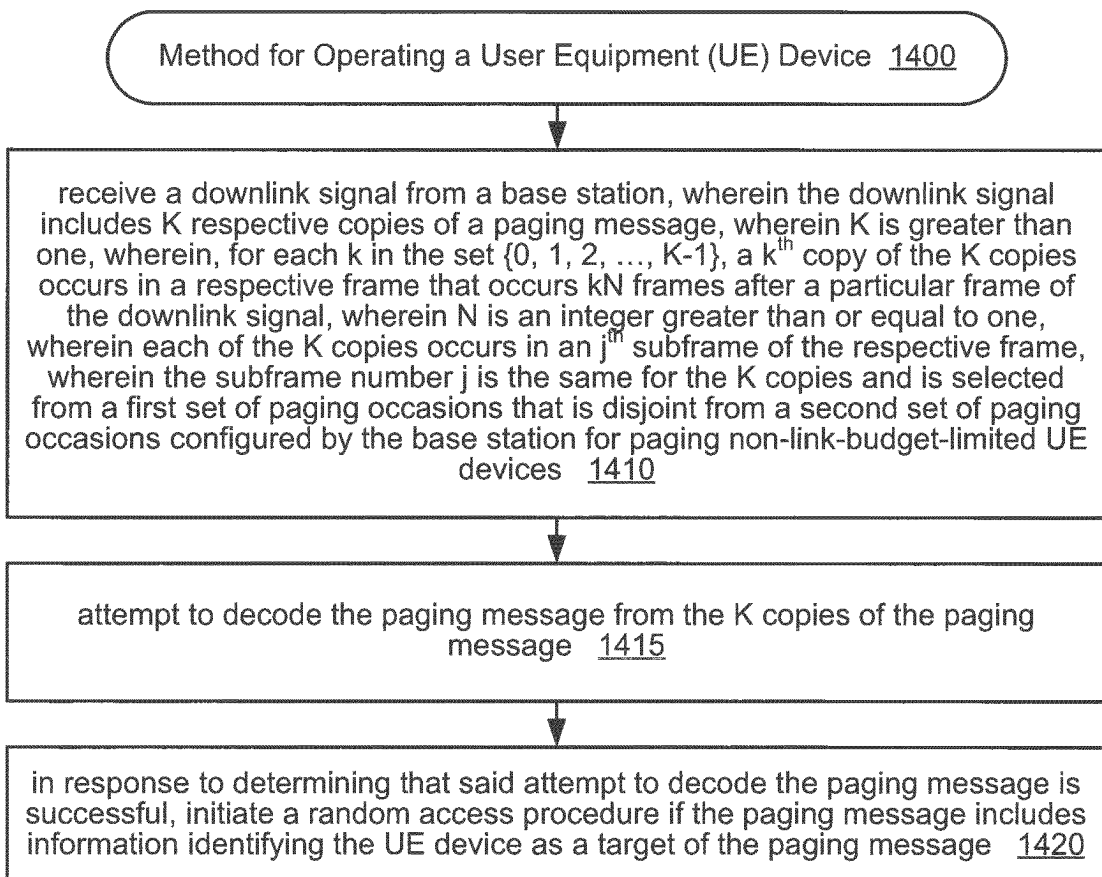 Method for Operating a User Equipment (UE) Device 1400
receive a downlink signal from a base station, wherein the downlink signal
includes K respective copies of a paging message, wherein K is greater than
one, wherein, for each k in the set {0, 1, 2, ..., K-1}, a kth copy of the K copies
occurs in a respective frame that occurs kN frames after a particular frame of
the downlink signal, wherein N is an integer greater than or equal to one,
wherein each of the K copies occurs in an jth subframe of the respective frame,
wherein the subframe number j is the same for the K copies and is selected
from a first set of paging occasions that is disjoint from a second set of paging
occasions configured by the base station for paging non-link-budget-limited UE
devices 1410
attempt to decode the paging message from the K copies of the paging
message 1415
in response to determining that said attempt to decode the paging message is
successful, initiate a random access procedure if the paging message includes
information identifying the UE device as a target of the paging message 1420